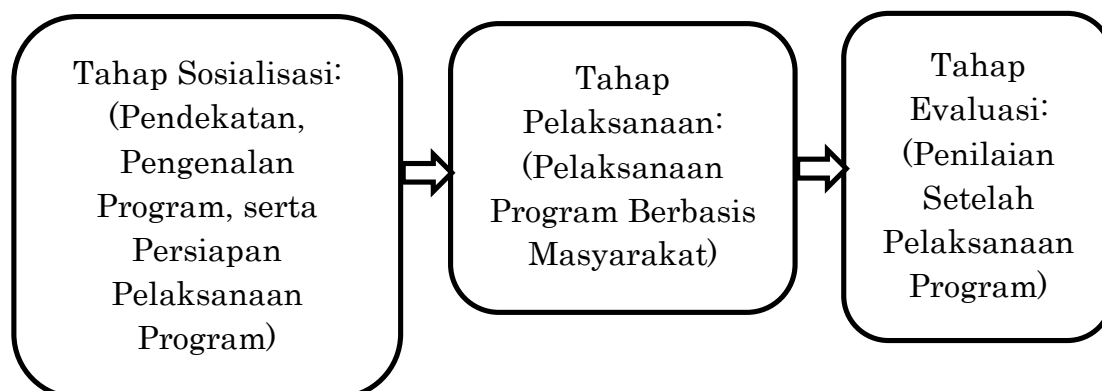 Tahap Sosialisasi:
(Pendekatan,
Pengenalan
Program, serta
Persiapan
Pelaksanaan
Program)
Tahap
Pelaksanaan:
(Pelaksanaan
Program Berbasis
Masyarakat)
Tahap
Evaluasi:
(Penilaian
Setelah
Pelaksanaan
Program)